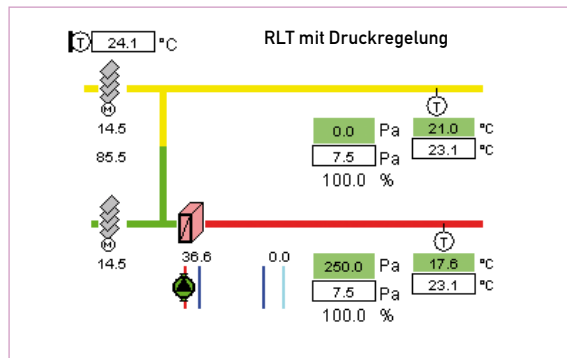 RLT mit Druckregelung
T 24.1 °C
M
14.5
85.5
T
0.0 Pa 21.0 °C
7.5 Pa 23.1 °C
100.0 %
M
14.5
T
36.6 0.0
250.0 Pa 17.6 °C
7.5 Pa 23.1 °C
100.0 %